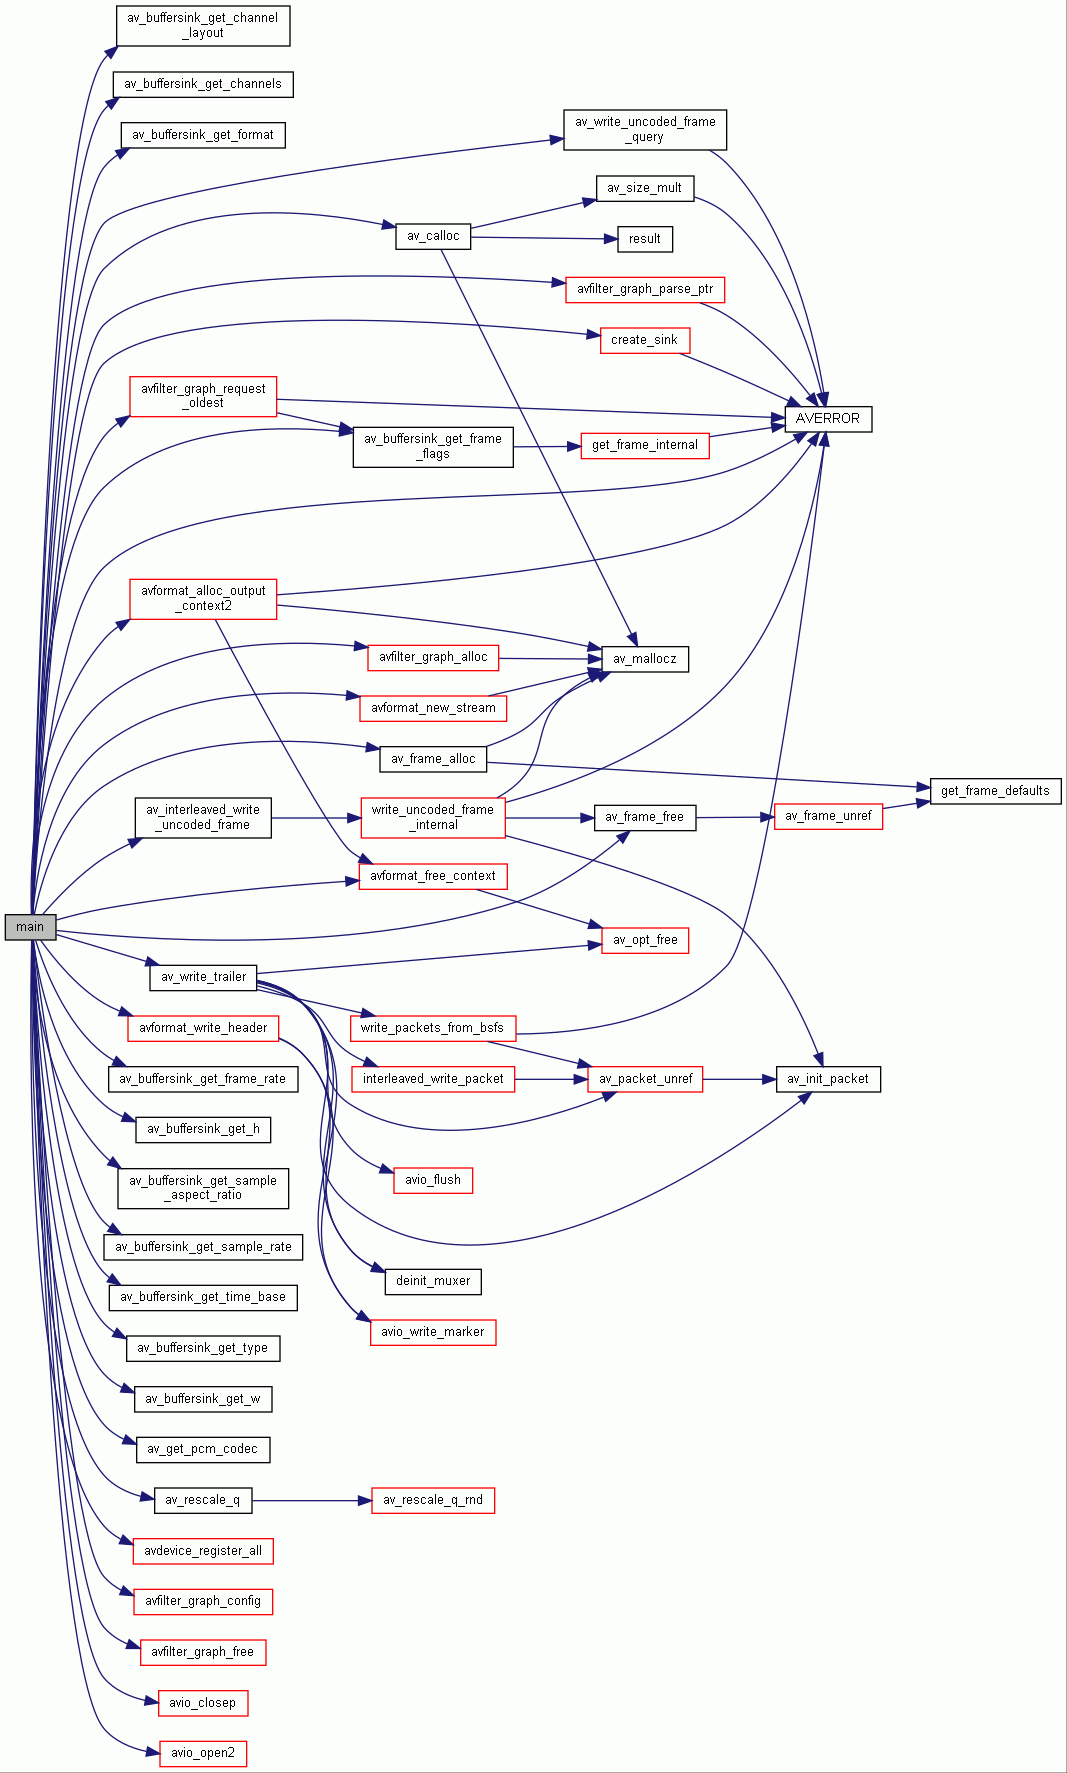 av_buffersink_get_channel
_layout
av_buffersink_get_channels
av_write_uncoded_frame
_query
av_buffersink_get_format
av_size_mult
av_calloc
result
avfilter_graph_parse_ptr
create_sink
avfilter_graph_request
_oldest
AVERROR
av_buffersink_get_frame
_flags
get_frame_internal
avformat_alloc_output
_context2
avfilter_graph_alloc
av_mallocz
avformat_new_stream
av_frame_alloc
get_frame_defaults
av_interleaved_write
_uncoded_frame
write_uncoded_frame
_internal
av_frame_free
av_frame_unref
avformat_free_context
main
av_opt_free
av_write_trailer
avformat_write_header
write_packets_from_bsfs
av_buffersink_get_frame_rate
interleaved_write_packet
av_packet_unref
av_init_packet
av_buffersink_get_h
av_buffersink_get_sample
_aspect_ratio
avio_flush
av_buffersink_get_sample_rate
deinit_muxer
av_buffersink_get_time_base
avio_write_marker
av_buffersink_get_type
av_buffersink_get_w
av_get_pcm_codec
av_rescale_q
av_rescale_q_rnd
avdevice_register_all
avfilter_graph_config
avfilter_graph_free
avio_closep
avio_open2